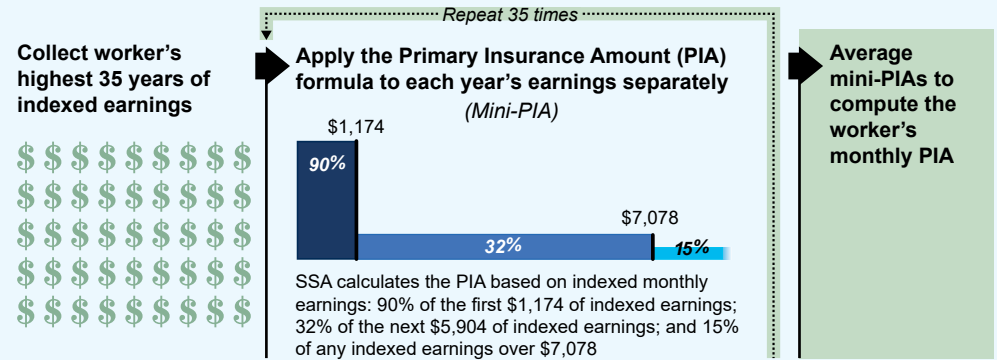 Repeat 35 times
Collect worker's
highest 35 years of
indexed earnings
$ $ $ $ $ $ $ $ $
$ $ $ $ $ $ $ $ $
$ $ $ $ $ $ $ $ $
$ $ $ $ $ $ $ $ $
$ $ $ $ $ $ $ $ $
Apply the Primary Insurance Amount (PIA)
formula to each year's earnings separately
(Mini-PIA)
$1,174
90%
$7,078
32%
15%
SSA calculates the PIA based on indexed monthly
earnings: 90% of the first $1,174 of indexed earnings;
32% of the next $5,904 of indexed earnings; and 15%
of any indexed earnings over $7,078
Average
mini-PIAs to
compute the
worker's
monthly PIA